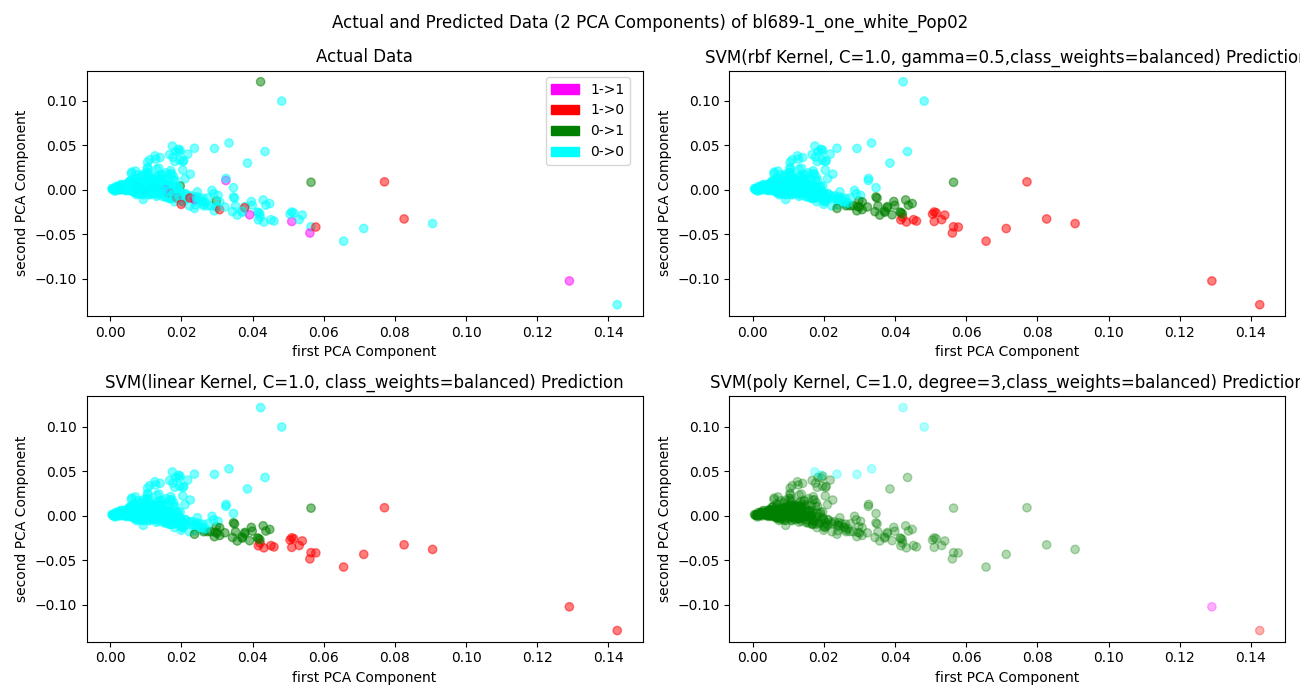 Actual and Predicted Data (2 PCA Components) of bl689-1_one_white_Pop02
Actual Data
second PCA Component
0.10
0.05
0.00
−0.05
−0.10
1->1
1->0
0->1
0->0
0.00 0.02 0.04 0.06 0.08 0.10 0.12 0.14
first PCA Component
SVM(rbf Kernel, C=1.0, gamma=0.5,class_weights=balanced) Prediction
second PCA Component
0.10
0.05
0.00
−0.05
−0.10
0.00 0.02 0.04 0.06 0.08 0.10 0.12 0.14
first PCA Component
SVM(linear Kernel, C=1.0, class_weights=balanced) Prediction
second PCA Component
0.10
0.05
0.00
−0.05
−0.10
0.00 0.02 0.04 0.06 0.08 0.10 0.12 0.14
first PCA Component
SVM(poly Kernel, C=1.0, degree=3,class_weights=balanced) Prediction
second PCA Component
0.10
0.05
0.00
−0.05
−0.10
0.00 0.02 0.04 0.06 0.08 0.10 0.12 0.14
first PCA Component